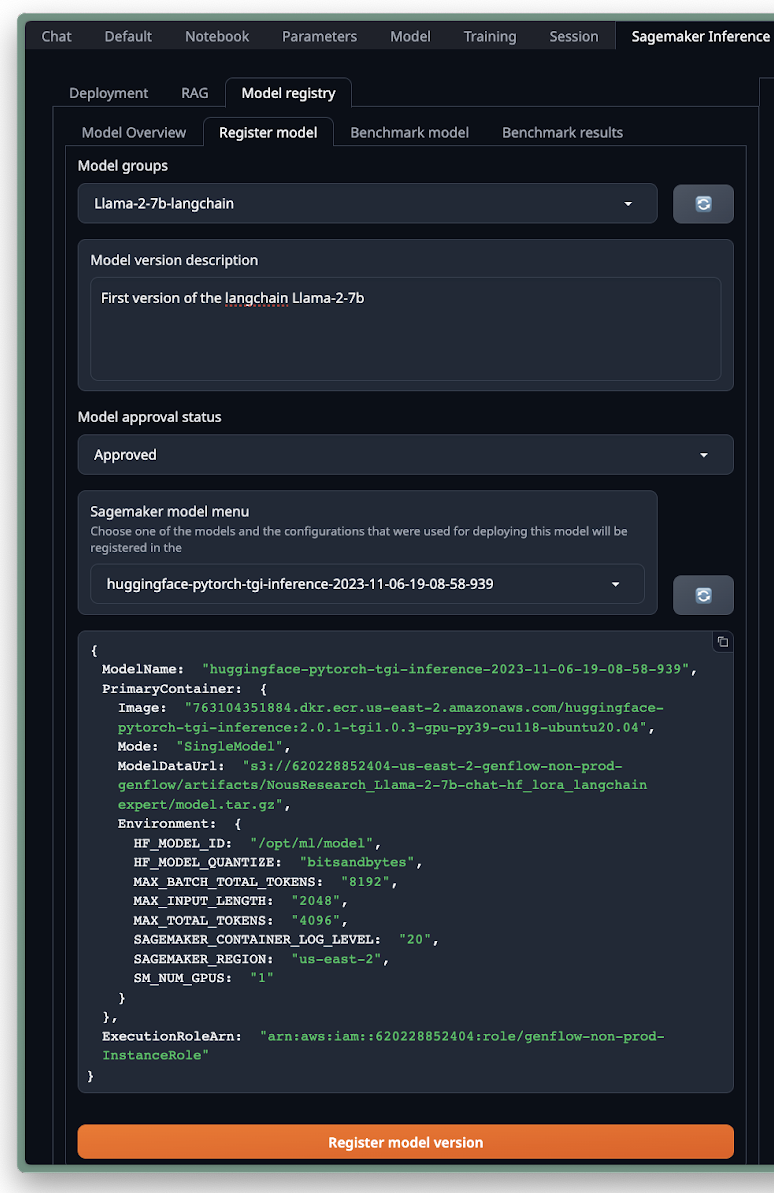 Chat Default Notebook Parameters Model Training Session Sagemaker Inference
Deployment RAG Model registry
Model Overview Register model Benchmark model Benchmark results
Model groups
Llama-2-7b-langchain
Model version description
First version of the langchain Llama-2-7b
Model approval status
Approved
Sagemaker model menu
Choose one of the models and the configurations that were used for deploying this model will be
registered in the
huggingface-pytorch-tgi-inference-2023-11-06-19-08-58-939
{
ModelName: "huggingface-pytorch-tgi-inference-2023-11-06-19-08-58-939",
PrimaryContainer: {
Image: "763104351884.dkr.ecr.us-east-2.amazonaws.com/huggingface-
pytorch-tgi-inference:2.0.1-tgi1.0.3-gpu-py39-cu118-ubuntu20.04",
Mode: "SingleModel",
ModelDataUrl: "s3://620228852404-us-east-2-genflow-non-prod-
genflow/artifacts/NousResearch_Llama-2-7b-chat-hf_lora_langchain
expert/model.tar.gz",
Environment: {
HF_MODEL_ID: "/opt/ml/model",
HF_MODEL_QUANTIZE: "bitsandbytes",
MAX_BATCH_TOTAL_TOKENS: "8192",
MAX_INPUT_LENGTH: "2048",
MAX_TOTAL_TOKENS: "4096",
SAGEMAKER_CONTAINER_LOG_LEVEL: "20",
SAGEMAKER_REGION: "us-east-2",
SM_NUM_GPUS: "1"
}
},
ExecutionRoleArn: "arn:aws:iam::620228852404:role/genflow-non-prod-
InstanceRole"
}
Register model version